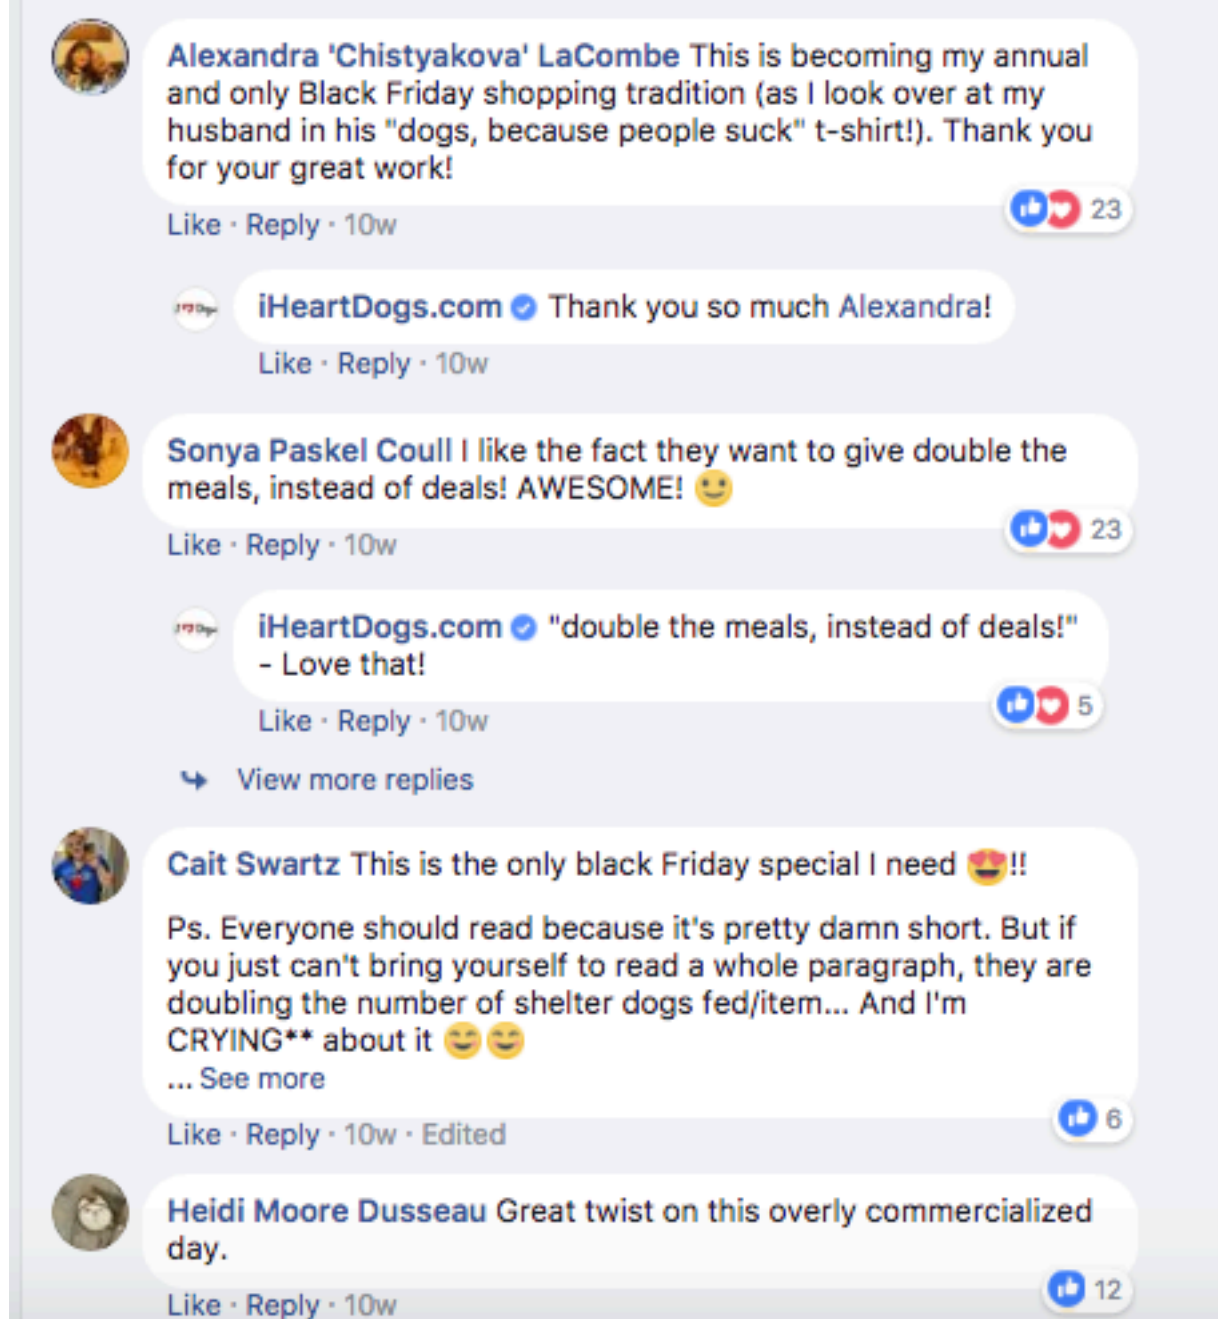 Alexandra 'Chistyakova' LaCombe This is becoming my annual
and only Black Friday shopping tradition (as I look over at my
husband in his "dogs, because people suck" t-shirt!). Thank you
for your great work!
23
Like · Reply · 10w
iHeartDogs.com Thank you so much Alexandra!
Like · Reply · 10w
Sonya Paskel Coull I like the fact they want to give double the
meals, instead of deals! AWESOME! 🙂
23
Like · Reply · 10w
iHeartDogs.com "double the meals, instead of deals!"
- Love that!
5
Like · Reply · 10w
View more replies
Cait Swartz This is the only black Friday special I need 😍!!
Ps. Everyone should read because it's pretty damn short. But if
you just can't bring yourself to read a whole paragraph, they are
doubling the number of shelter dogs fed/item... And I'm
CRYING** about it 😊😊
... See more
6
Like · Reply · 10w · Edited
Heidi Moore Dusseau Great twist on this overly commercialized
day.
12
Like · Reply · 10w